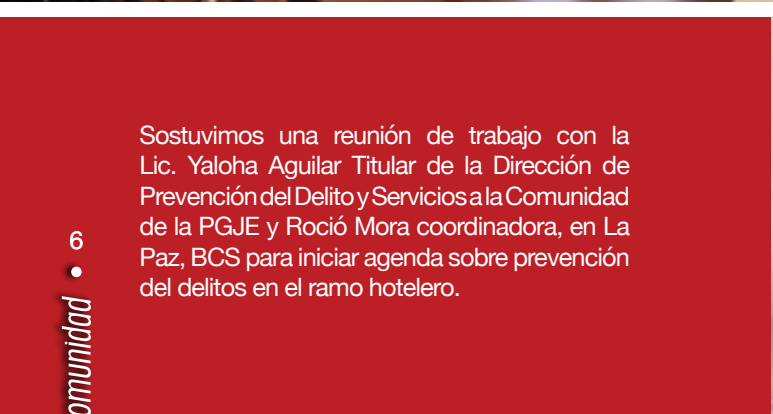 Sostuvimos una reunión de trabajo con la
Lic. Yaloha Aguilar Titular de la Dirección de
Prevención del Delito y Servicios a la Comunidad
de la PGJE y Roció Mora coordinadora, en La
Paz, BCS para iniciar agenda sobre prevención
del delitos en el ramo hotelero.
6